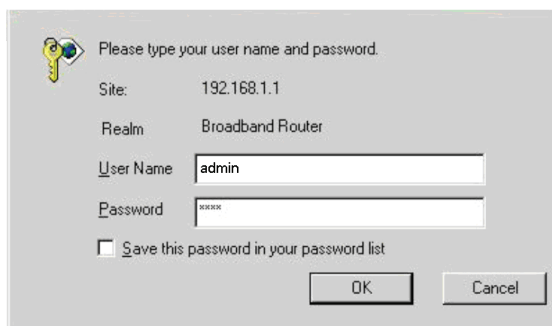 Please type your user name and password.
Site: 192.168.1.1
Realm Broadband Router
User Name admin
Password ××××
Save this password in your password list
OK Cancel